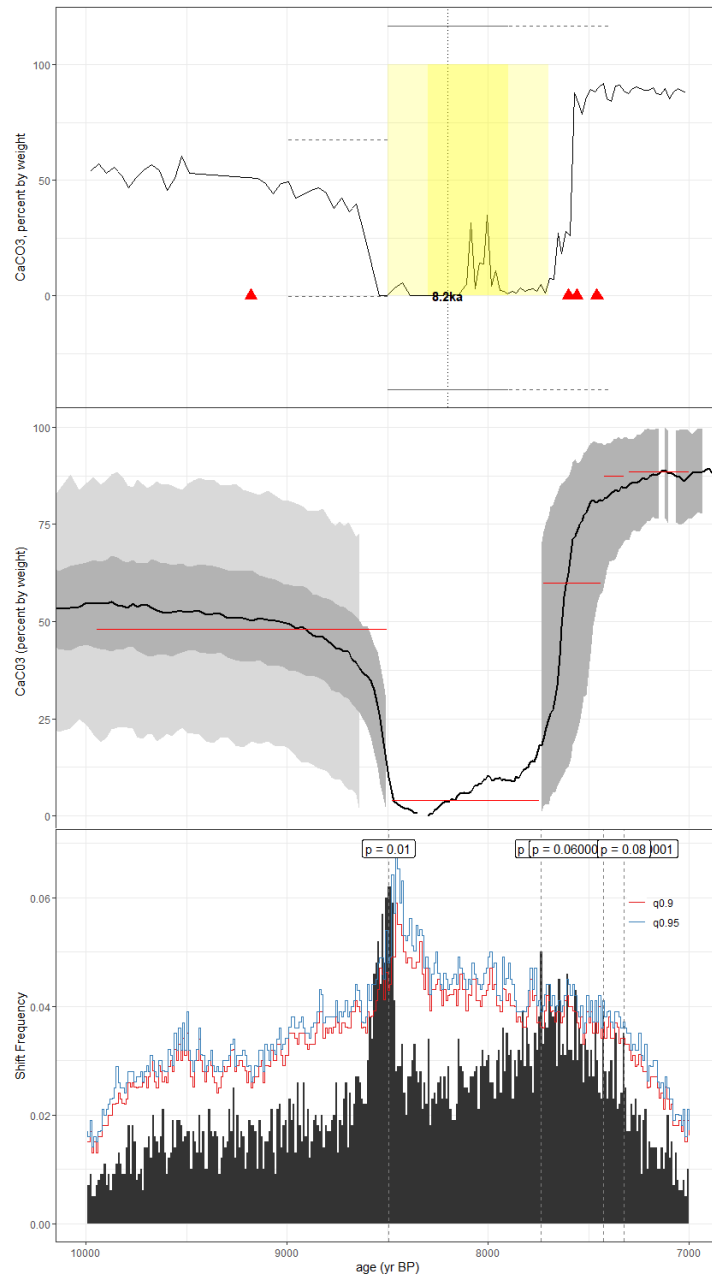 CaCO3, percent by weight
100
50
0
8.2ka
CaC03 (percent by weight)
100
75
50
25
0
Shift Frequency
0.06
0.04
0.02
0.00
p = 0.01
p
p = 0.06000
p = 0.08
001
q0.9
q0.95
10000
9000
8000
7000
age (yr BP)